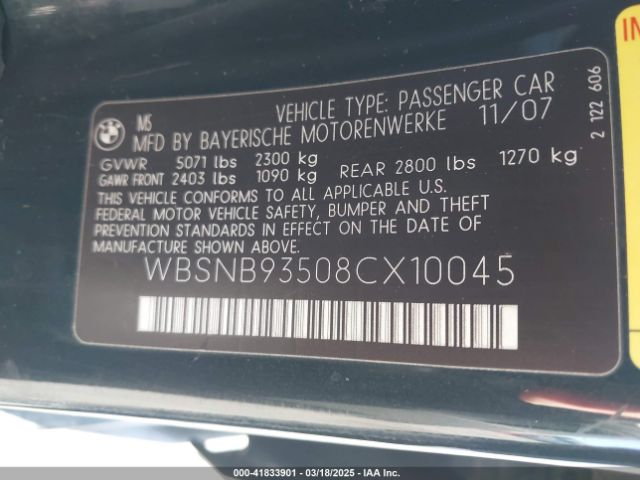 M5
VEHICLE TYPE: PASSENGER CAR
MFD BY BAYERISCHE MOTORENWERKE 11/07
GVWR 5071 lbs 2300 kg
GAWR FRONT 2403 lbs 1090 kg REAR 2800 lbs 1270 kg
THIS VEHICLE CONFORMS TO ALL APPLICABLE U.S.
FEDERAL MOTOR VEHICLE SAFETY, BUMPER AND THEFT
PREVENTION STANDARDS IN EFFECT ON THE DATE OF
MANUFACTURE SHOWN ABOVE.
WBSNB93508CX10045
2 122 606
000-41833901 - 03/18/2025 - IAA Inc.